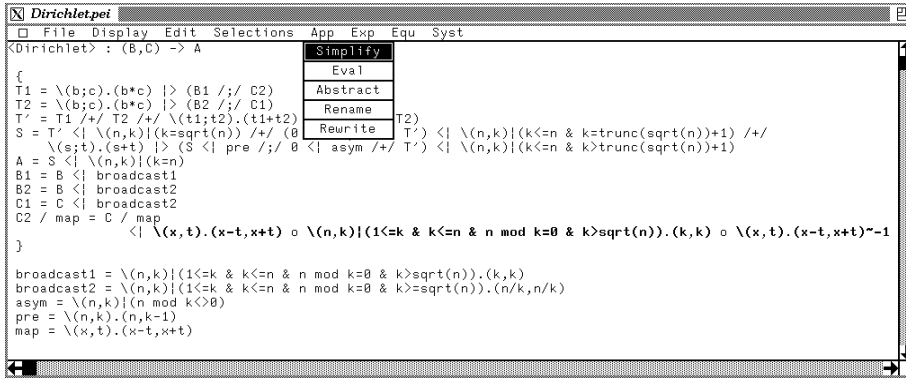 X Dirichlet.pei
File Display Edit Selections App Exp Equ Syst
<Dirichlet> : (B,C) -> A
Simplify
Eval
Abstract
Rename
Rewrite
{
T1 = \(b;c).(b*c) |> (B1 /;/ C2)
T2 = \(b;c).(b*c) |> (B2 /;/ C1)
T′ = T1 /+/ T2 /+/ \(t1;t2).(t1+t2) T2)
S = T′ <| \(n,k)|(k=sqrt(n)) /+/ (0 T′) <| \(n,k)|(k<=n & k=trunc(sqrt(n))+1) /+/
\(s;t).(s+t) |> (S <| pre /;/ 0 <| asym /+/ T′) <| \(n,k)|(k<=n & k>trunc(sqrt(n))+1)
A = S <| \(n,k)|(k=n)
B1 = B <| broadcast1
B2 = B <| broadcast2
C1 = C <| broadcast2
C2 / map = C / map
<| \(x,t).(x-t,x+t) o \(n,k)|(1<=k & k<=n & n mod k=0 & k>sqrt(n)).(k,k) o \(x,t).(x-t,x+t)~-1
}
broadcast1 = \(n,k)|(1<=k & k<=n & n mod k=0 & k>sqrt(n)).(k,k)
broadcast2 = \(n,k)|(1<=k & k<=n & n mod k=0 & k>=sqrt(n)).(n/k,n/k)
asym = \(n,k)|(n mod k<>0)
pre = \(n,k).(n,k-1)
map = \(x,t).(x-t,x+t)